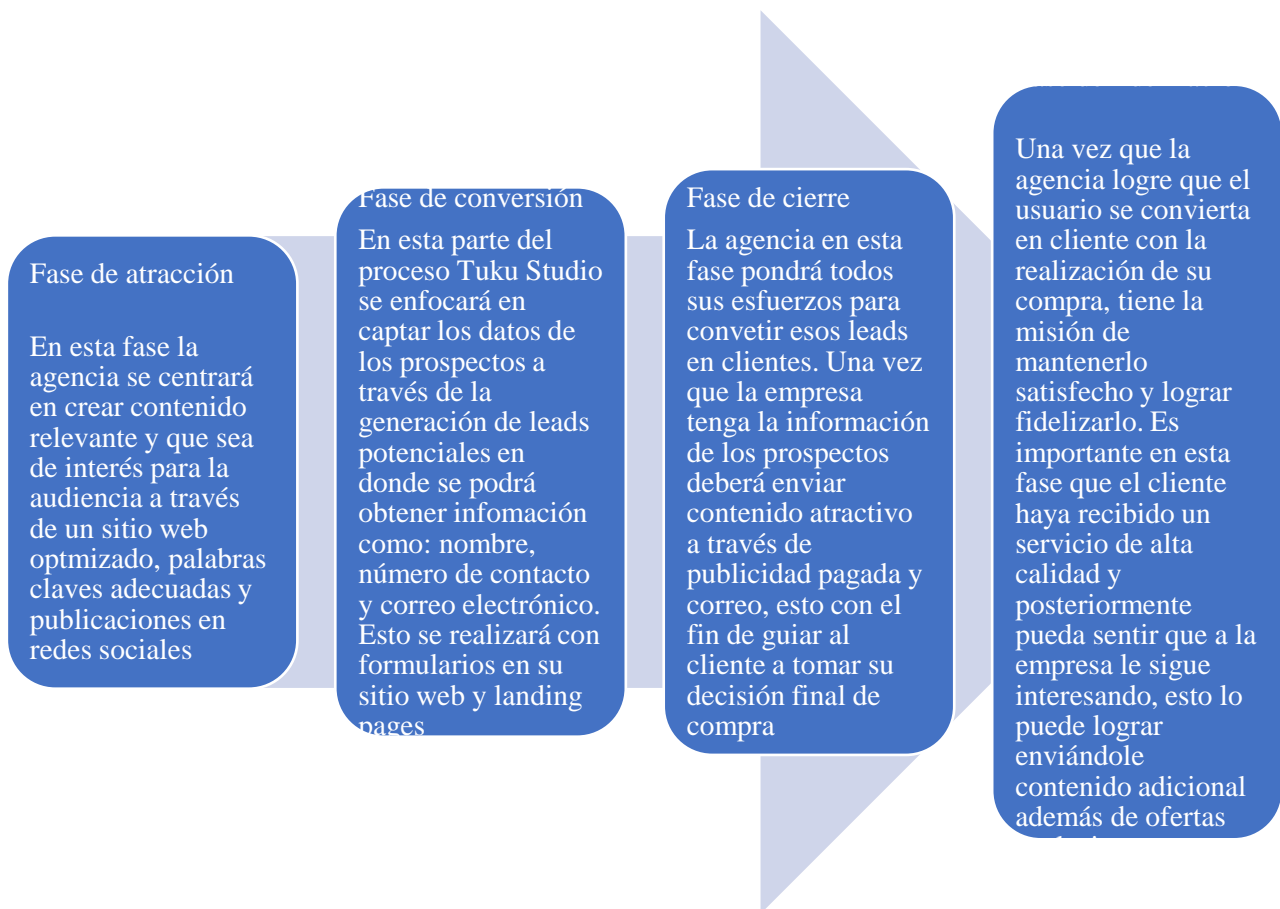 Fase de atracción
En esta fase la
agencia se centrará
en crear contenido
relevante y que sea
de interés para la
audiencia a través
de un sitio web
optmizado, palabras
claves adecuadas y
publicaciones en
redes sociales
Fase de conversión
En esta parte del
proceso Tuku Studio
se enfocará en
captar los datos de
los prospectos a
través de la
generación de leads
potenciales en
donde se podrá
obtener infomación
como: nombre,
número de contacto
y correo electrónico.
Esto se realizará con
formularios en su
sitio web y landing
pages
Fase de cierre
La agencia en esta
fase pondrá todos
sus esfuerzos para
convetir esos leads
en clientes. Una vez
que la empresa
tenga la información
de los prospectos
deberá enviar
contenido atractivo
a través de
publicidad pagada y
correo, esto con el
fin de guiar al
cliente a tomar su
decisión final de
compra
Una vez que la
agencia logre que el
usuario se convierta
en cliente con la
realización de su
compra, tiene la
misión de
mantenerlo
satisfecho y lograr
fidelizarlo. Es
importante en esta
fase que el cliente
haya recibido un
servicio de alta
calidad y
posteriormente
pueda sentir que a la
empresa le sigue
interesando, esto lo
puede lograr
enviándole
contenido adicional
además de ofertas